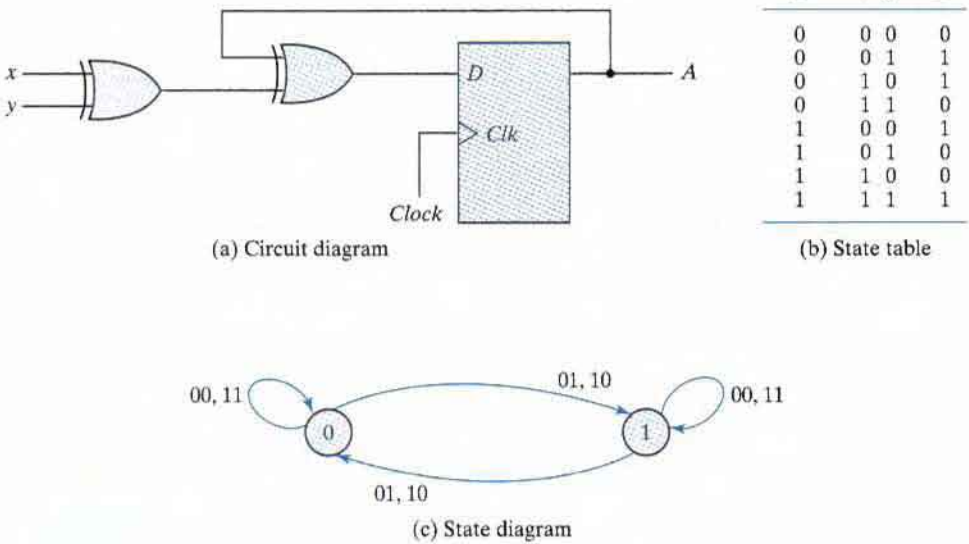 x
y
D
Clk
Clock
A
(a) Circuit diagram
0 0 0 0
0 0 1 1
0 1 0 1
0 1 1 0
1 0 0 1
1 0 1 0
1 1 0 0
1 1 1 1
(b) State table
00, 11
01, 10
00, 11
0
1
01, 10
(c) State diagram